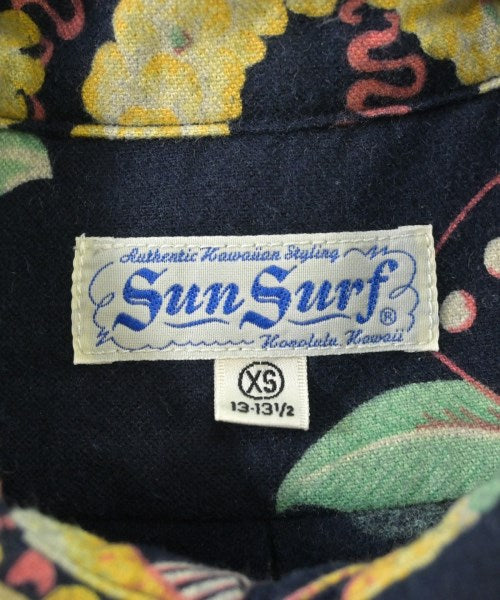 Authentic Hawaiian Styling
Sun Surf®
Honolulu, Hawaii
XS
13-13 1/2